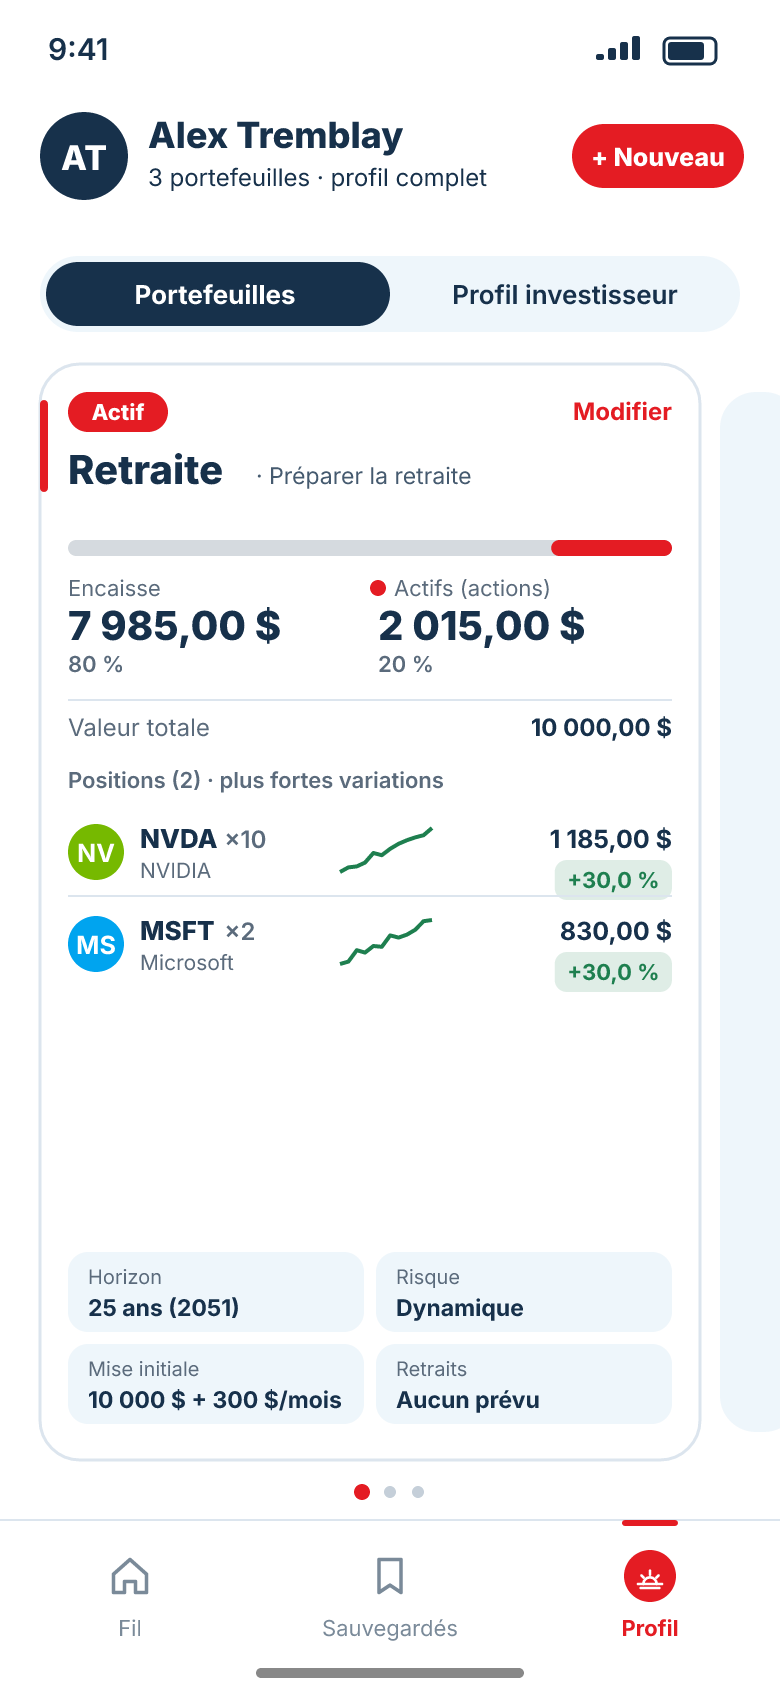 9:41
AT
Alex Tremblay
3 portefeuilles · profil complet
+ Nouveau
Portefeuilles
Profil investisseur
Actif
Modifier
Retraite · Préparer la retraite
Encaisse
7 985,00 $
80 %
Actifs (actions)
2 015,00 $
20 %
Valeur totale 10 000,00 $
Positions (2) · plus fortes variations
NV
NVDA ×10
NVIDIA
1 185,00 $
+30,0 %
MS
MSFT ×2
Microsoft
830,00 $
+30,0 %
Horizon
25 ans (2051)
Risque
Dynamique
Mise initiale
10 000 $ + 300 $/mois
Retraits
Aucun prévu
Fil
Sauvegardés
Profil